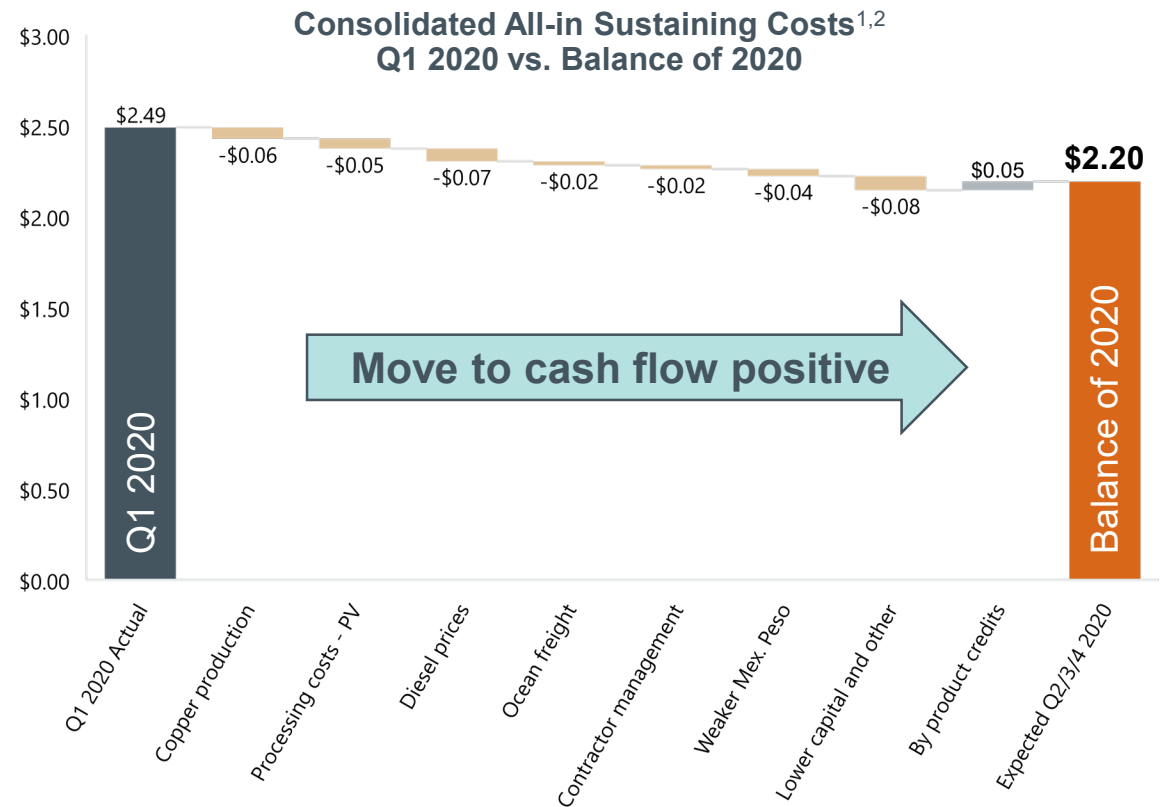 Consolidated All-in Sustaining Costs1,2
Q1 2020 vs. Balance of 2020
$3.00
$2.50
$2.00
$1.50
$1.00
$0.50
$0.00
$2.49
-$0.06
-$0.05
-$0.07
-$0.02
-$0.02
-$0.04
-$0.08
$0.05
$2.20
Move to cash flow positive
Q1 2020
Balance of 2020
Q1 2020 Actual
Copper production
Processing costs - PV
Diesel prices
Ocean freight
Contractor management
Weaker Mex. Peso
Lower capital and other
By product credits
Expected Q2/3/4 2020